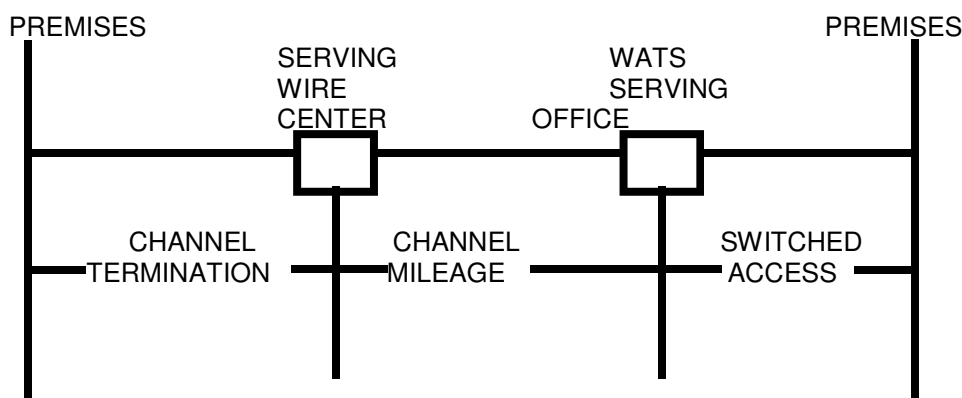 PREMISES
PREMISES
SERVING
WIRE
CENTER
WATS
SERVING
OFFICE
CHANNEL
TERMINATION
CHANNEL
MILEAGE
SWITCHED
ACCESS